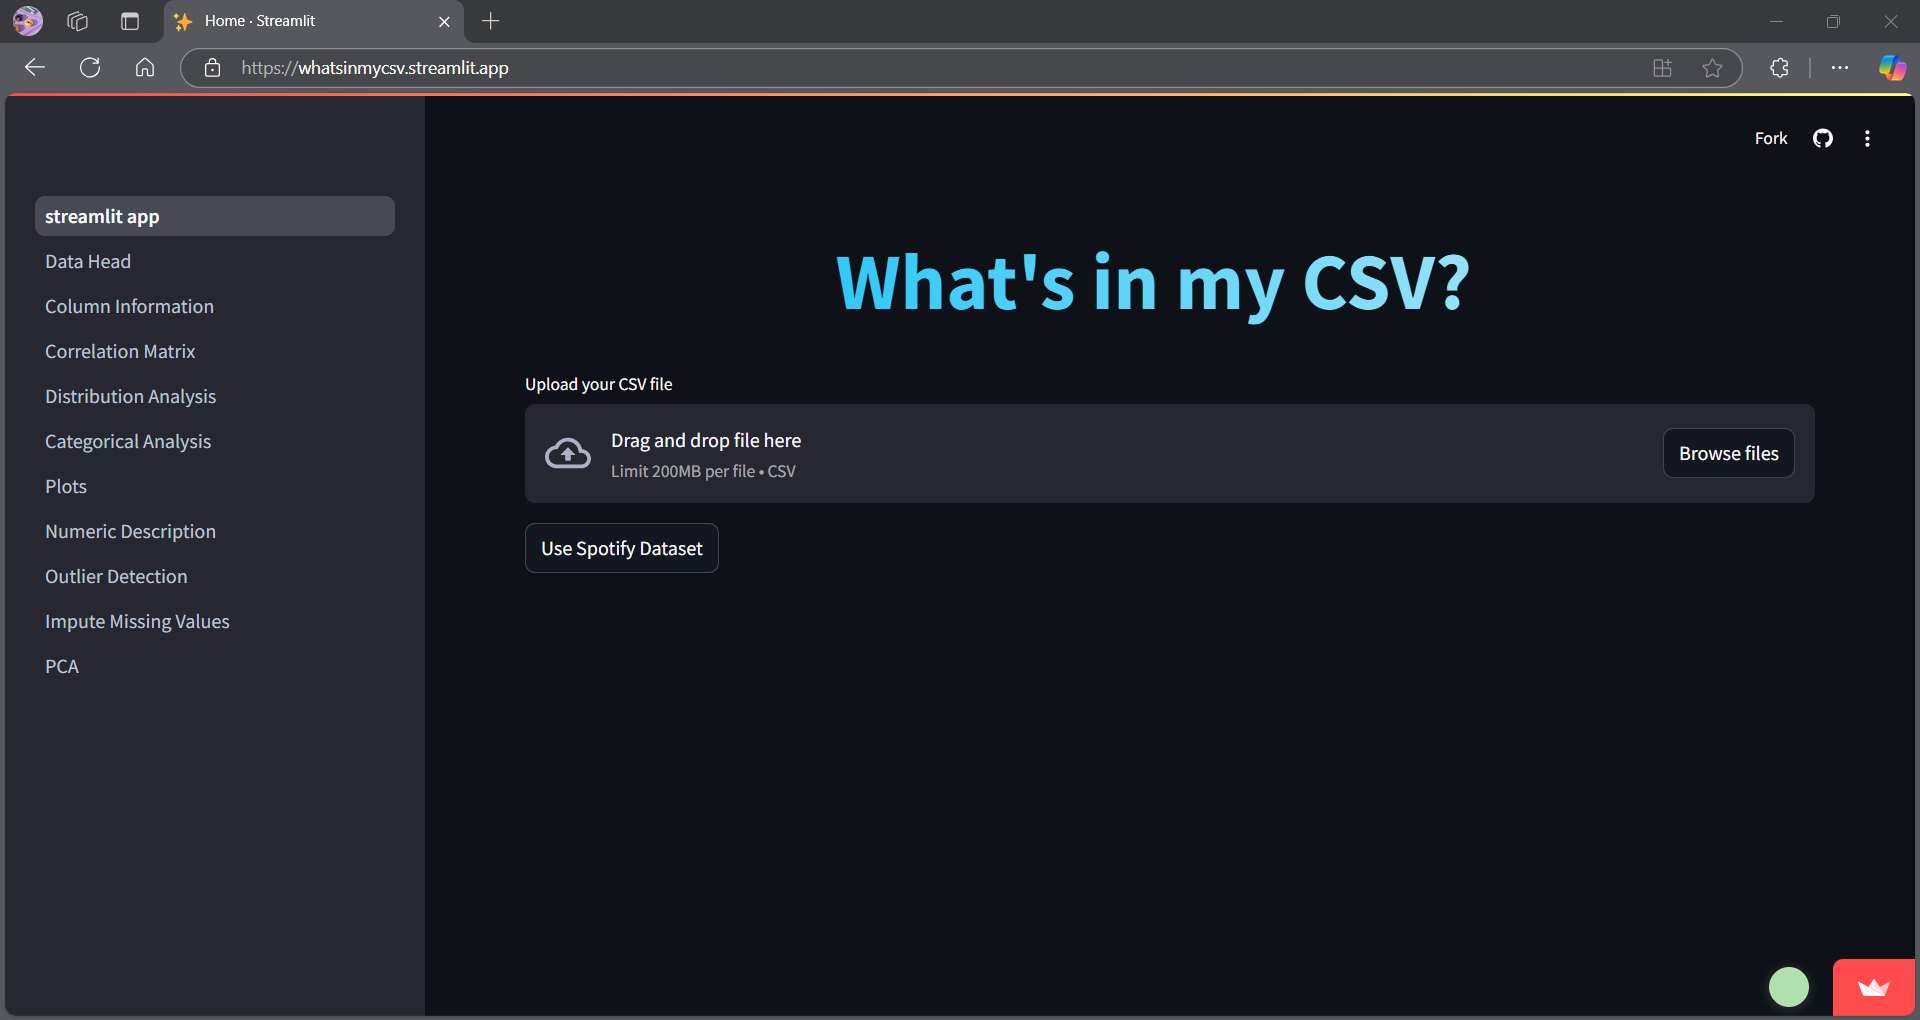 Home · Streamlit
https://whatsinmycsv.streamlit.app
Fork
streamlit app
Data Head
Column Information
Correlation Matrix
Distribution Analysis
Categorical Analysis
Plots
Numeric Description
Outlier Detection
Impute Missing Values
PCA
What's in my CSV?
Upload your CSV file
Drag and drop file here
Limit 200MB per file • CSV
Browse files
Use Spotify Dataset